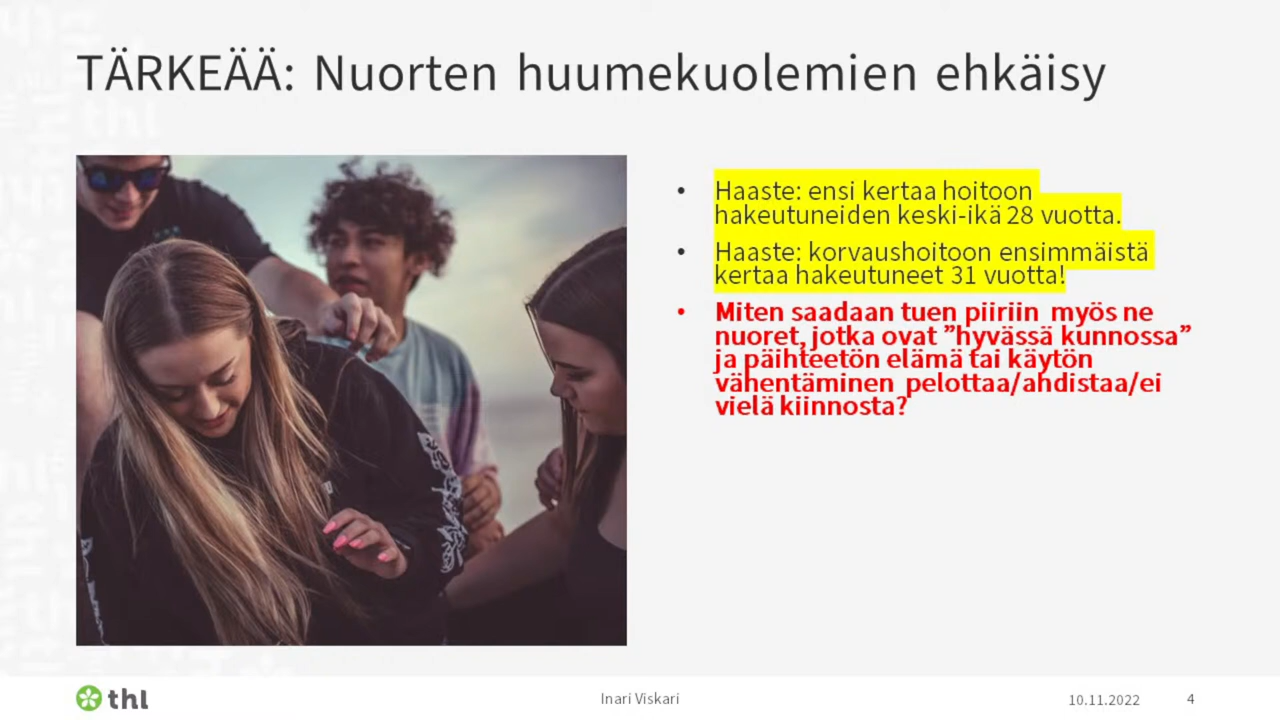 TÄRKEÄÄ: Nuorten huumekuolemien ehkäisy
• Haaste: ensi kertaa hoitoon
hakeutuneiden keski-ikä 28 vuotta.
• Haaste: korvaushoitoon ensimmäistä
kertaa hakeutuneet 31 vuotta!
• Miten saadaan tuen piiriin myös ne
nuoret, jotka ovat ”hyvässä kunnossa”
ja päihteetön elämä tai käytön
vähentäminen pelottaa/ahdistaa/ei
vielä kiinnosta?
thl
Inari Viskari
10.11.2022
4